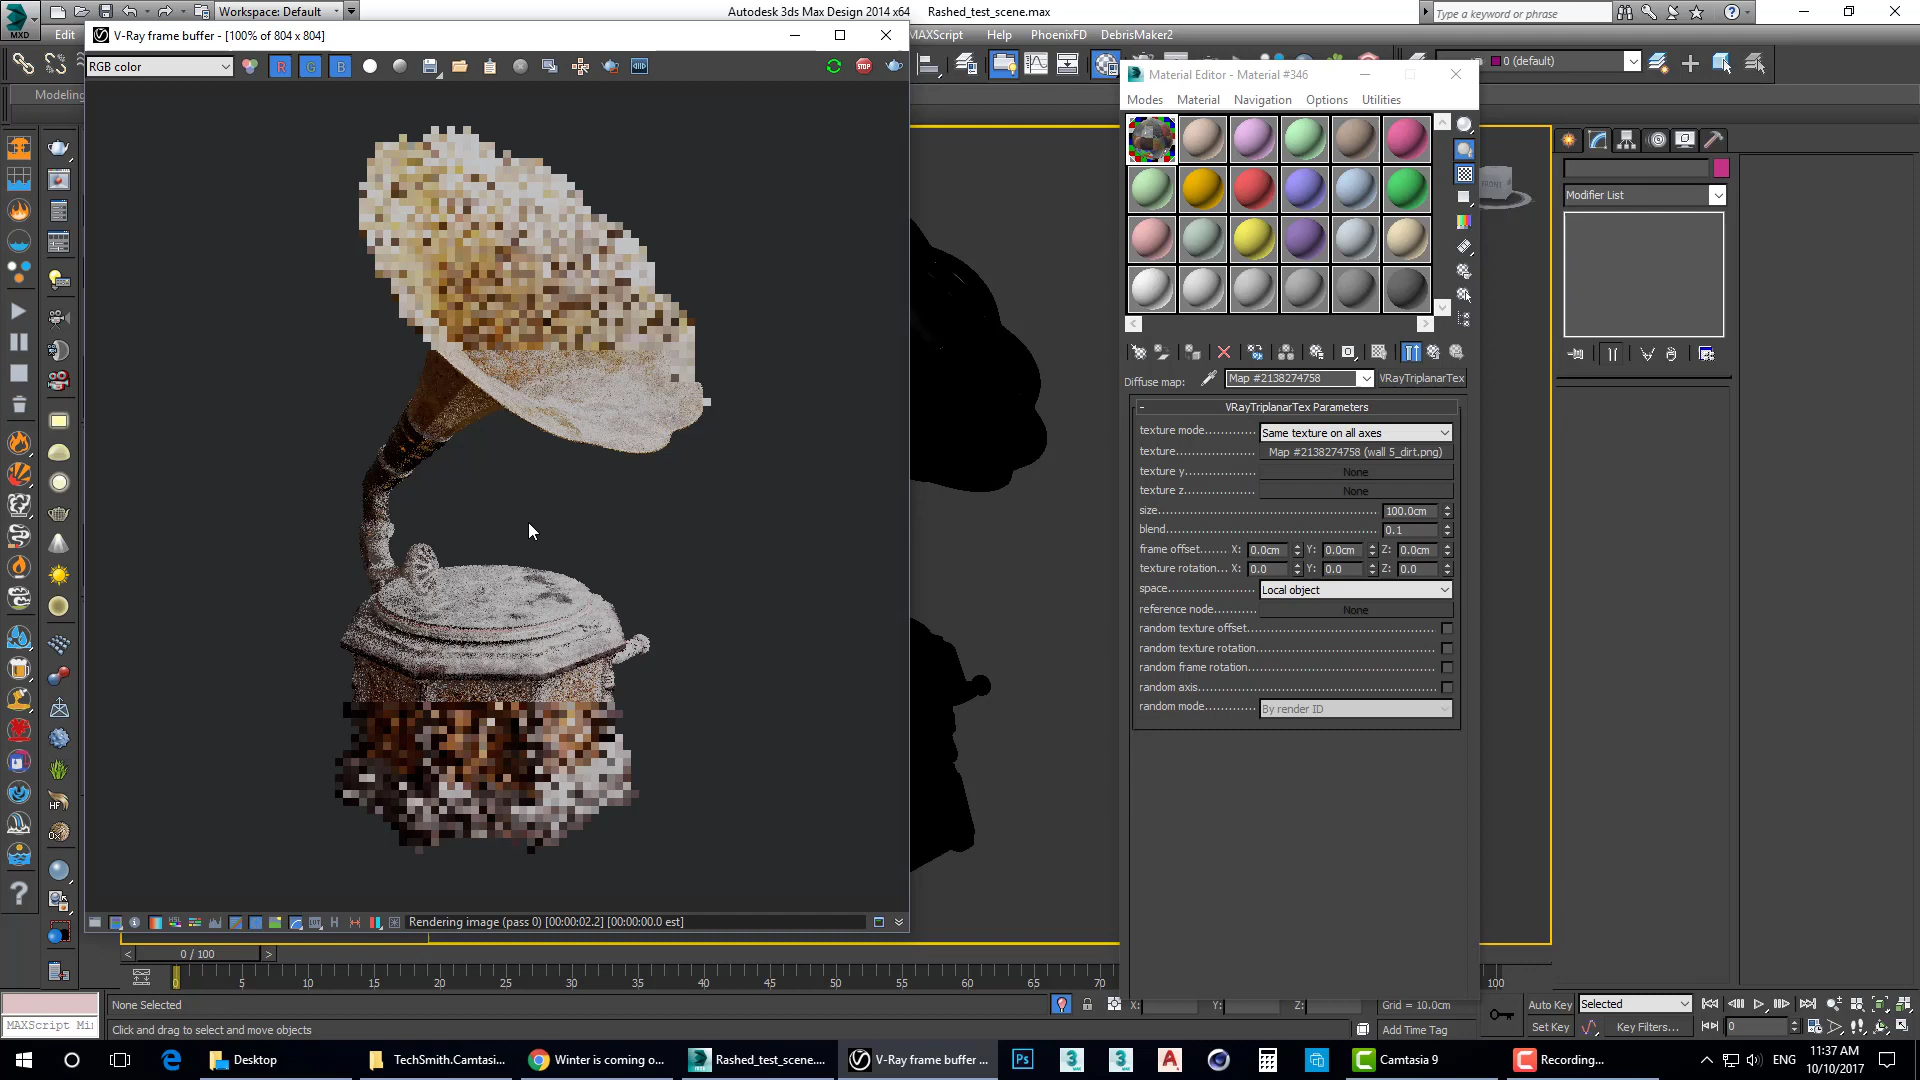 Workspace: Default
Autodesk 3ds Max Design 2014 x64    Rashed_test_scene.max
Type a keyword or phrase
MXD
Edit
MAXScript
Help
PhoenixFD
DebrisMaker2
V-Ray frame buffer - [100% of 804 x 804]
RGB color
R
G
B
0 (default)
Modeling
Material Editor - Material #346
Modes
Material
Navigation
Options
Utilities
FRONT
Modifier List
Diffuse map:
Map #2138274758
VRayTriplanarTex
- VRayTriplanarTex Parameters
texture mode............ Same texture on all axes
texture..................... Map #2138274758 (wall 5_dirt.png)
texture y.................. None
texture z.................. None
size............................ 100.0cm
blend.......................... 0.1
frame offset....... X: 0.0cm Y: 0.0cm Z: 0.0cm
texture rotation... X: 0.0 Y: 0.0 Z: 0.0
space....................... Local object
reference node......... None
random texture offset.....................
random texture rotation..................
random frame rotation....................
random axis...................................
random mode............ By render ID
HF
Rendering image (pass 0) [00:00:02.2] [00:00:00.0 est]
0 / 100
0 5 10 15 20 25 30 35 40 45 50 55 60 65 70 100
None Selected
X:
Y:
Z:
Grid = 10.0cm
Auto Key
Selected
MAXScript Mi
Click and drag to select and move objects
Add Time Tag
Set Key
Key Filters...
0
Desktop
TechSmith.Camtasi...
Winter is coming o...
Rashed_test_scene....
V-Ray frame buffer ...
Ps
Camtasia 9
Recording...
ENG
11:37 AM
10/10/2017